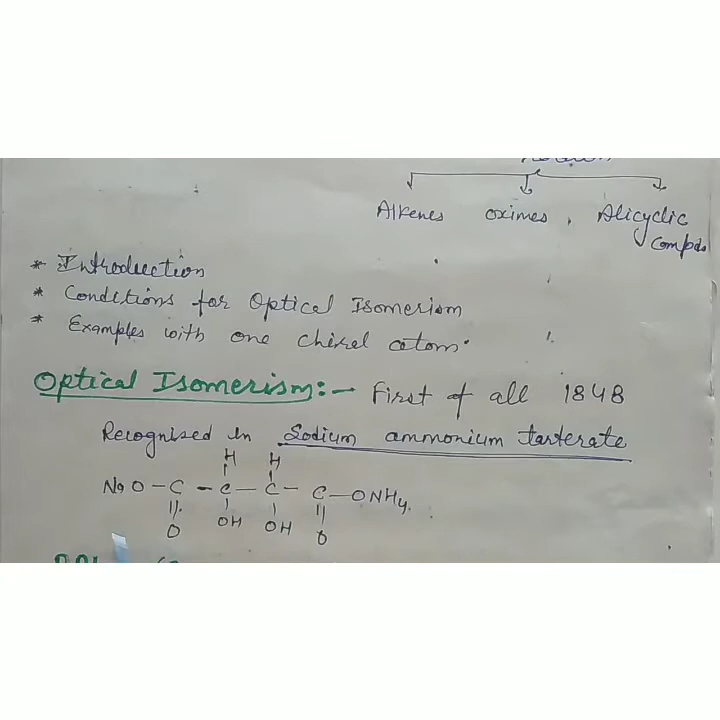 Alkenes oximes, Alicyclic
Compds
* Introduction
* Conditions for Optical Isomerism
* Examples with one chiral atom.
Optical Isomerism:- First of all 1848
Recognised in Sodium ammonium tarterate
H H
NaO-C-C-C-C-ONH4.
O OH OH O